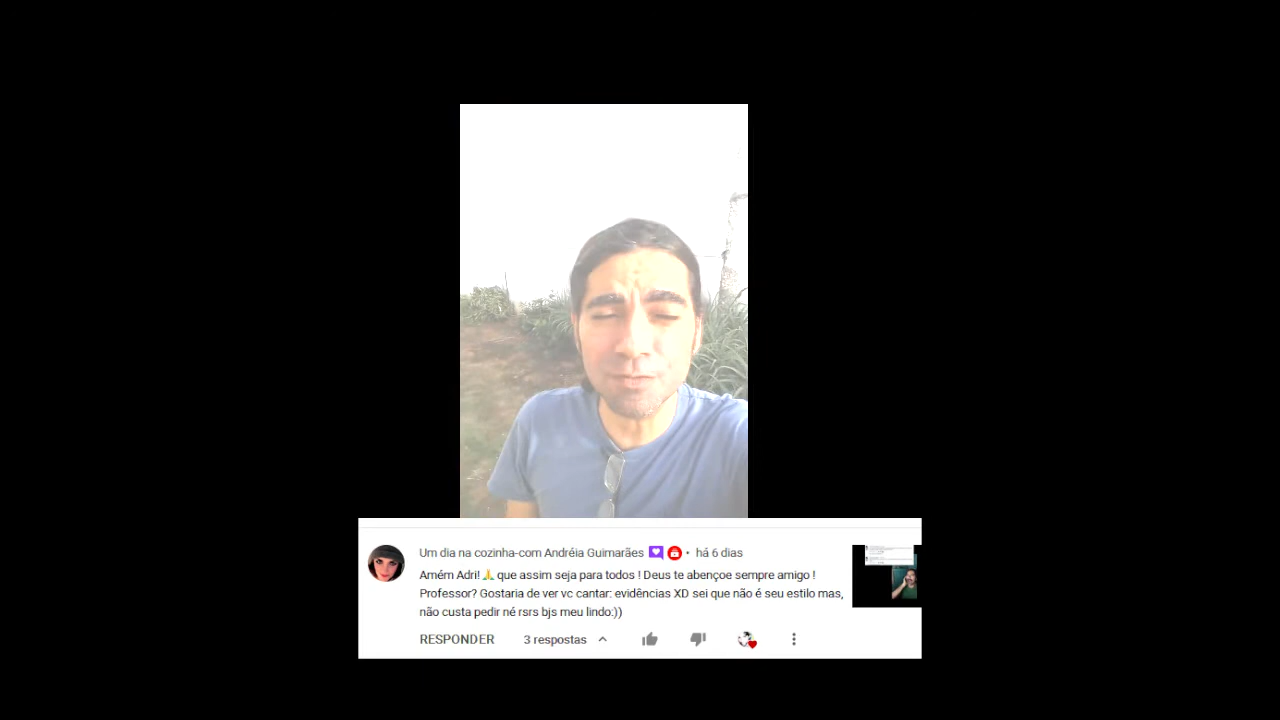 Um dia na cozinha-com Andréia Guimarães • há 6 dias
Amém Adri!🙏 que assim seja para todos ! Deus te abençoe sempre amigo !
Professor? Gostaria de ver vc cantar: evidências XD sei que não é seu estilo mas,
não custa pedir né rsrs bjs meu lindo:))
RESPONDER 3 respostas